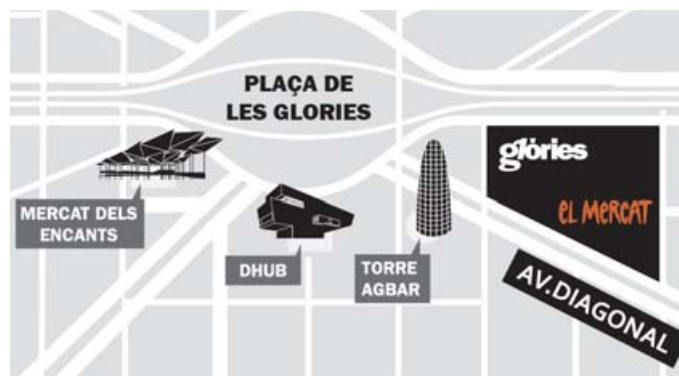 PLAÇA DE
LES GLORIES
glòries
el MeRCAT
MERCAT DELS
ENCANTS
DHUB
TORRE
AGBAR
AV.DIAGONAL